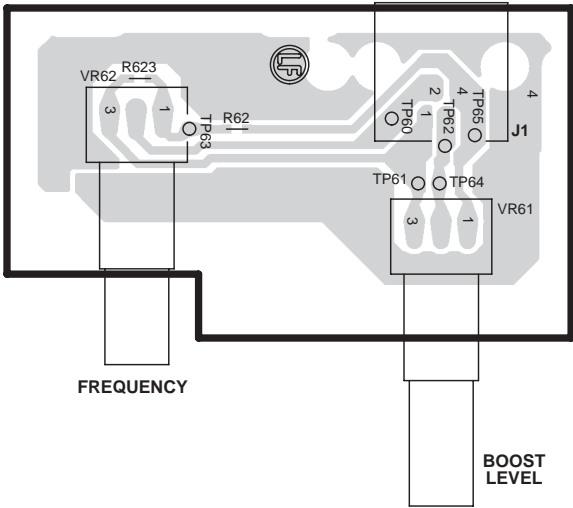 R623
VR62
3
1
TP63
R62
LF
TP60
2
1
4
TP62
TP65
4
J1
TP61
TP64
VR61
3
1
FREQUENCY
BOOST
LEVEL